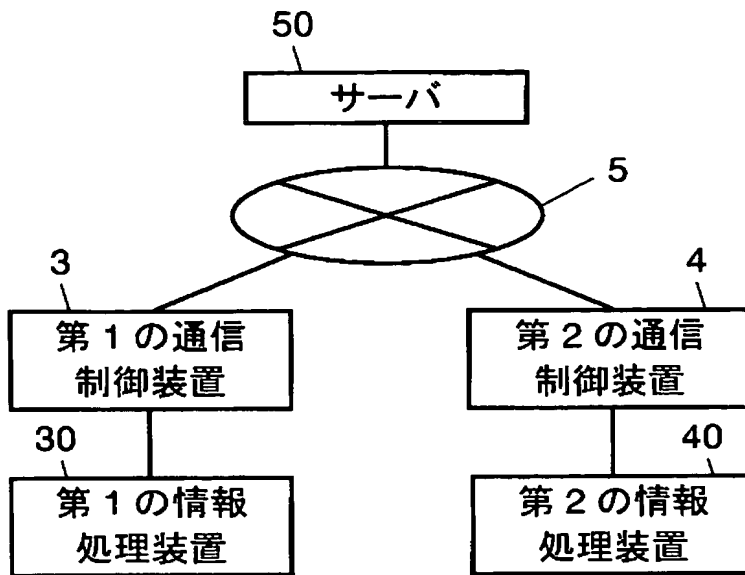 50
サーバ
5
3
4
第1の通信
制御装置
第2の通信
制御装置
30
40
第1の情報
処理装置
第2の情報
処理装置